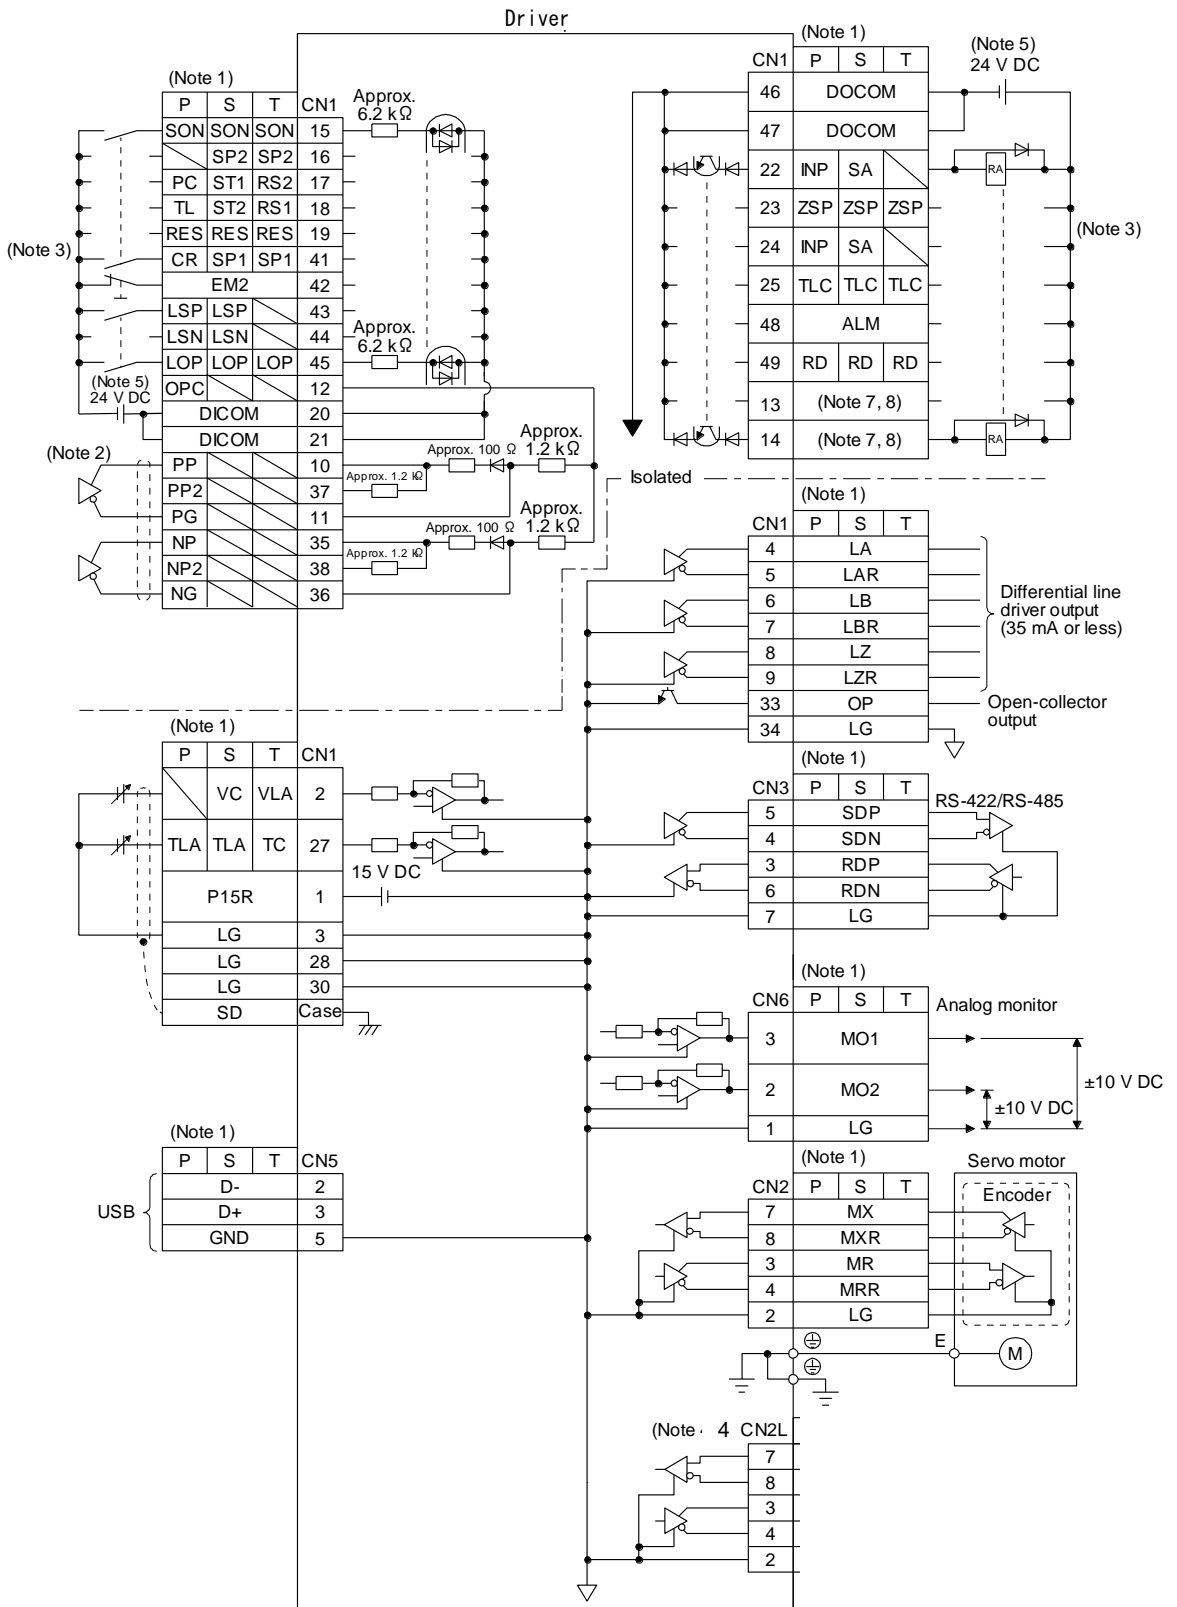 Driver
(Note 1)
P S T CN1
SON SON SON 15
SP2 SP2 16
PC ST1 RS2 17
TL ST2 RS1 18
RES RES RES 19
CR SP1 SP1 41
EM2 42
LSP LSP 43
LSN LSN 44
LOP LOP LOP 45
OPC 12
DICOM 20
DICOM 21
PP 10
PP2 37
PG 11
NP 35
NP2 38
NG 36
(Note 3)
(Note 5)
24 V DC
(Note 2)
Approx.
6.2 kΩ
Approx.
6.2 kΩ
Approx. 100 Ω
Approx.
1.2 kΩ
Approx. 1.2 kΩ
Approx. 100 Ω
Approx.
1.2 kΩ
Approx. 1.2 kΩ
(Note 1)
CN1 P S T
46 DOCOM
47 DOCOM
22 INP SA
23 ZSP ZSP ZSP
24 INP SA
25 TLC TLC TLC
48 ALM
49 RD RD RD
13 (Note 7, 8)
14 (Note 7, 8)
(Note 5)
24 V DC
RA
(Note 3)
RA
Isolated
(Note 1)
CN1 P S T
4 LA
5 LAR
6 LB
7 LBR
8 LZ
9 LZR
33 OP
34 LG
Differential line
driver output
(35 mA or less)
Open-collector
output
(Note 1)
P S T CN1
VC VLA 2
TLA TLA TC 27
P15R 1
LG 3
LG 28
LG 30
SD Case
15 V DC
(Note 1)
CN3 P S T
5 SDP
4 SDN
3 RDP
6 RDN
7 LG
RS-422/RS-485
(Note 1)
CN6 P S T
3 MO1
2 MO2
1 LG
Analog monitor
±10 V DC
±10 V DC
(Note 1)
P S T CN5
D- 2
D+ 3
GND 5
USB
(Note 1)
CN2 P S T
7 MX
8 MXR
3 MR
4 MRR
2 LG
Servo motor
Encoder
E
M
(Note 4 CN2L
7
8
3
4
2